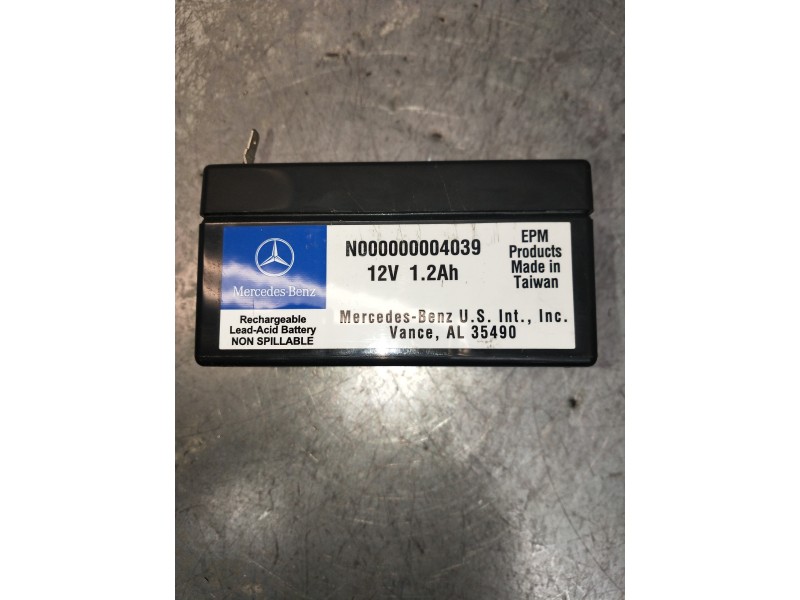 Mercedes-Benz
Rechargeable
Lead-Acid Battery
NON SPILLABLE
N000000004039
12V 1.2Ah
EPM
Products
Made in
Taiwan
Mercedes-Benz U.S. Int., Inc.
Vance, AL 35490